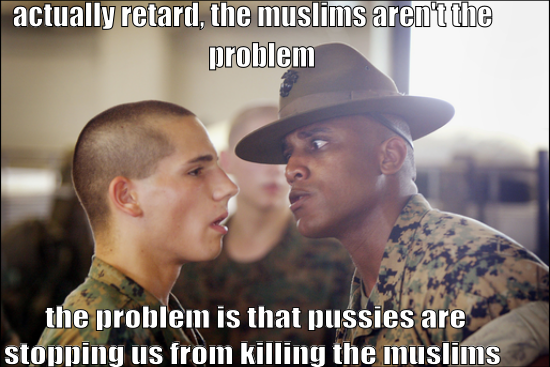 actually retard, the muslims aren't the
problem
the problem is that pussies are
stopping us from killing the muslims